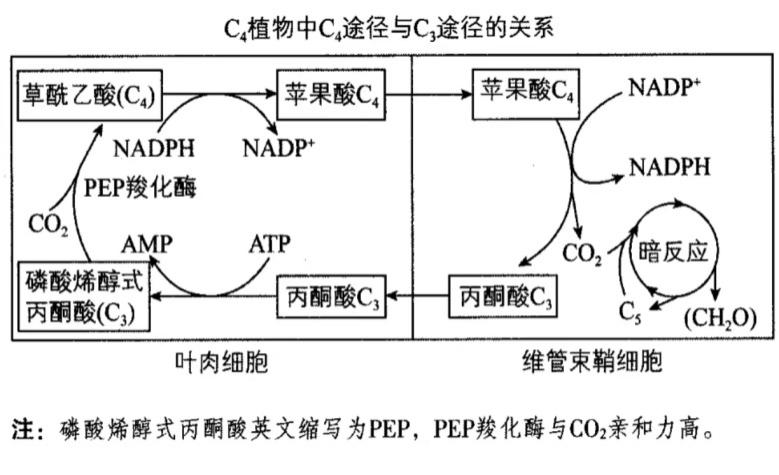 C₄植物中C₄途径与C₃途径的关系
草酰乙酸(C₄)
苹果酸C₄
苹果酸C₄
NADP⁺
NADPH
NADP⁺
NADPH
PEP羧化酶
CO₂
AMP
ATP
CO₂
暗反应
磷酸烯醇式
丙酮酸(C₃)
丙酮酸C₃
丙酮酸C₃
C₅
(CH₂O)
叶肉细胞
维管束鞘细胞
注：磷酸烯醇式丙酮酸英文缩写为PEP，PEP羧化酶与CO₂亲和力高。